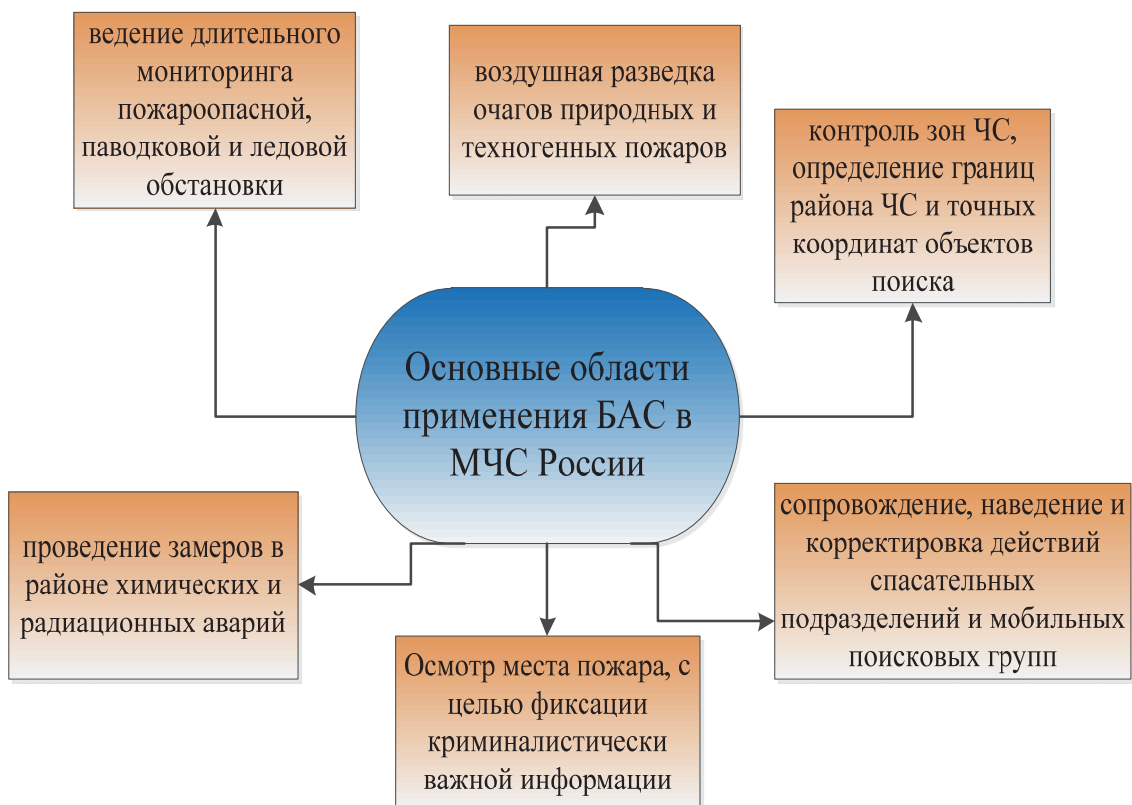 ведение длительного
мониторинга
пожароопасной,
паводковой и ледовой
обстановки
воздушная разведка
очагов природных и
техногенных пожаров
контроль зон ЧС,
определение границ
района ЧС и точных
координат объектов
поиска
Основные области
применения БАС в
МЧС России
проведение замеров в
районе химических и
радиационных аварий
Осмотр места пожара, с
целью фиксации
криминалистически
важной информации
сопровождение, наведение и
корректировка действий
спасательных
подразделений и мобильных
поисковых групп